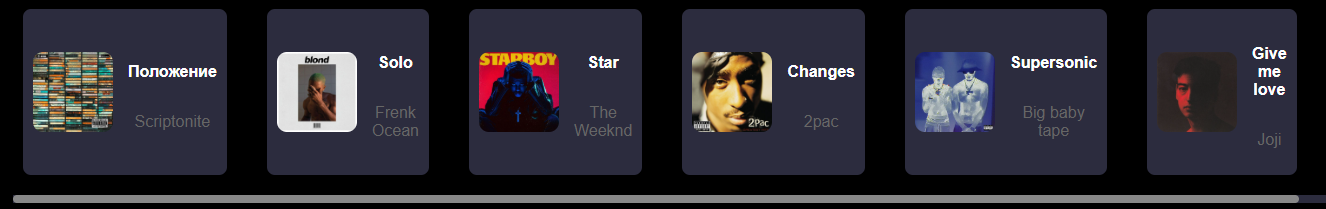 Положение
Scriptonite
blond
Solo
Frenk
Ocean
STARBOY
Star
The
Weeknd
2Pac
Changes
2pac
Supersonic
Big baby
tape
Give
me
love
Joji